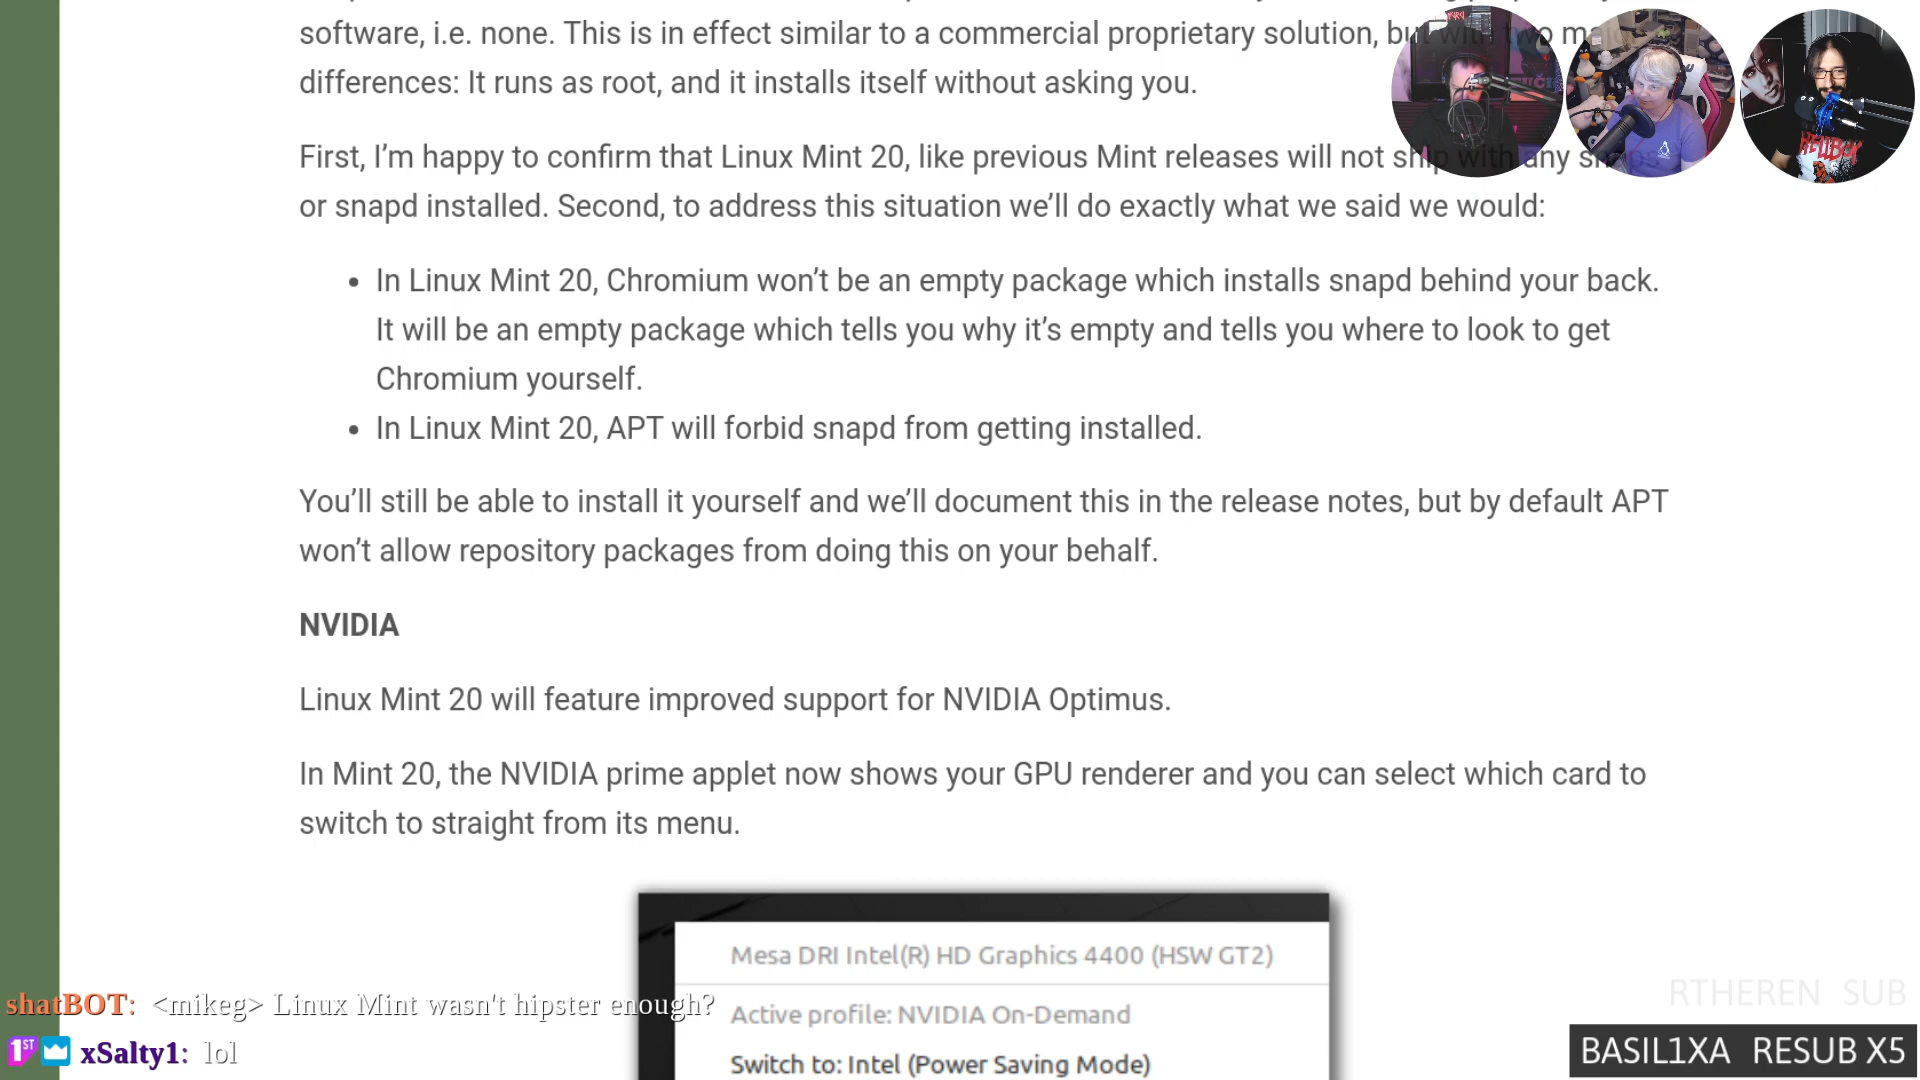 software, i.e. none. This is in effect similar to a commercial proprietary solution, but with two
differences: It runs as root, and it installs itself without asking you.
First, I’m happy to confirm that Linux Mint 20, like previous Mint releases will not ship with any
or snapd installed. Second, to address this situation we’ll do exactly what we said we would:
• In Linux Mint 20, Chromium won’t be an empty package which installs snapd behind your back.
It will be an empty package which tells you why it’s empty and tells you where to look to get
Chromium yourself.
• In Linux Mint 20, APT will forbid snapd from getting installed.
You’ll still be able to install it yourself and we’ll document this in the release notes, but by default APT
won’t allow repository packages from doing this on your behalf.
NVIDIA
Linux Mint 20 will feature improved support for NVIDIA Optimus.
In Mint 20, the NVIDIA prime applet now shows your GPU renderer and you can select which card to
switch to straight from its menu.
Mesa DRI Intel(R) HD Graphics 4400 (HSW GT2)
Active profile: NVIDIA On-Demand
Switch to: Intel (Power Saving Mode)
shatBOT: <mikeg> Linux Mint wasn't hipster enough?
1ST xSalty1: lol
RTHEREN SUB
BASIL1XA RESUB X5
HELLBOY